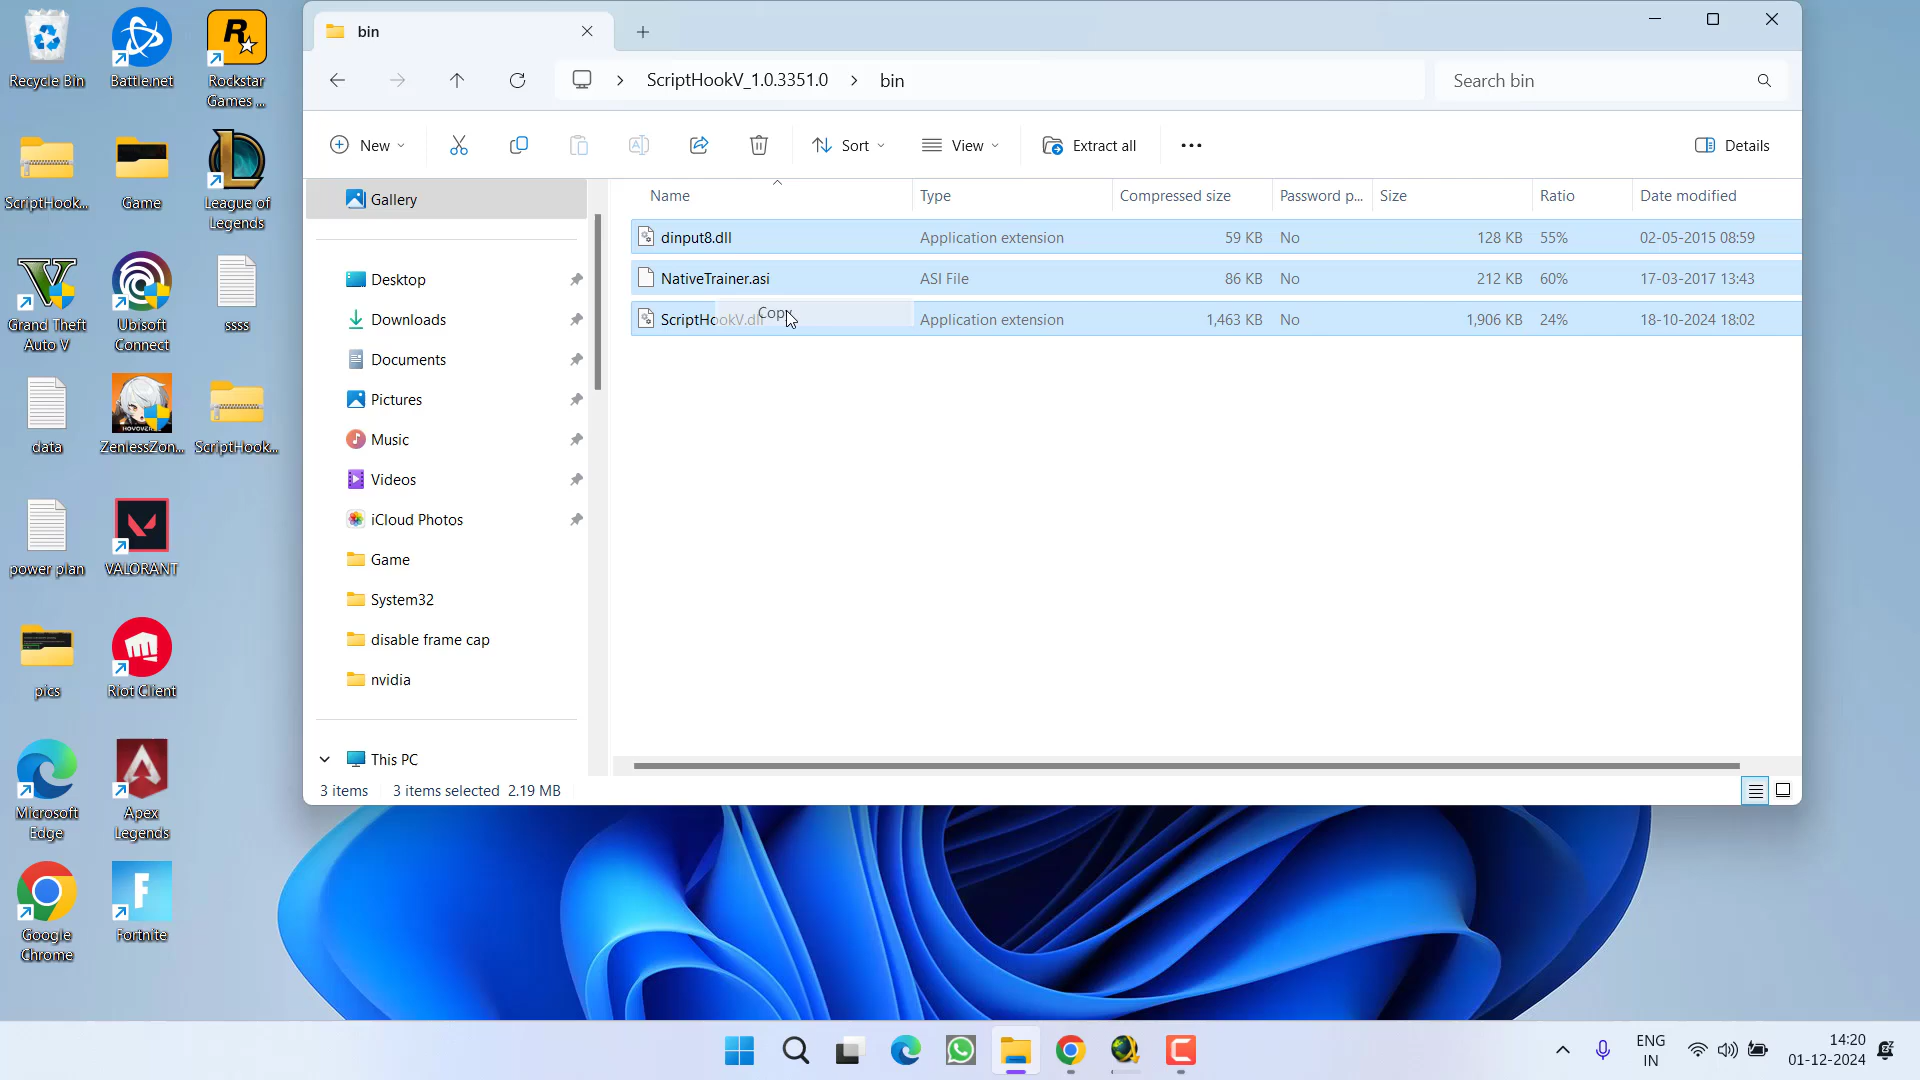 Recycle Bin
Battle.net
Rockstar
Games ...
ScriptHook...
Game
League of
Legends
Grand Theft
Auto V
Ubisoft
Connect
ssss
data
ZenlessZon...
ScriptHook...
power plan
VALORANT
pics
Riot Client
Microsoft
Edge
Apex
Legends
Google
Chrome
Fortnite
bin
ScriptHookV_1.0.3351.0 > bin
Search bin
New
Sort
View
Extract all
Details
Gallery
Desktop
Downloads
Documents
Pictures
Music
Videos
iCloud Photos
Game
System32
disable frame cap
nvidia
This PC
Name Type Compressed size Password p... Size Ratio Date modified
dinput8.dll Application extension 59 KB No 128 KB 55% 02-05-2015 08:59
NativeTrainer.asi ASI File 86 KB No 212 KB 60% 17-03-2017 13:43
ScriptHookV.dll Application extension 1,463 KB No 1,906 KB 24% 18-10-2024 18:02
Copy
3 items 3 items selected 2.19 MB
ENG
IN
14:20
01-12-2024